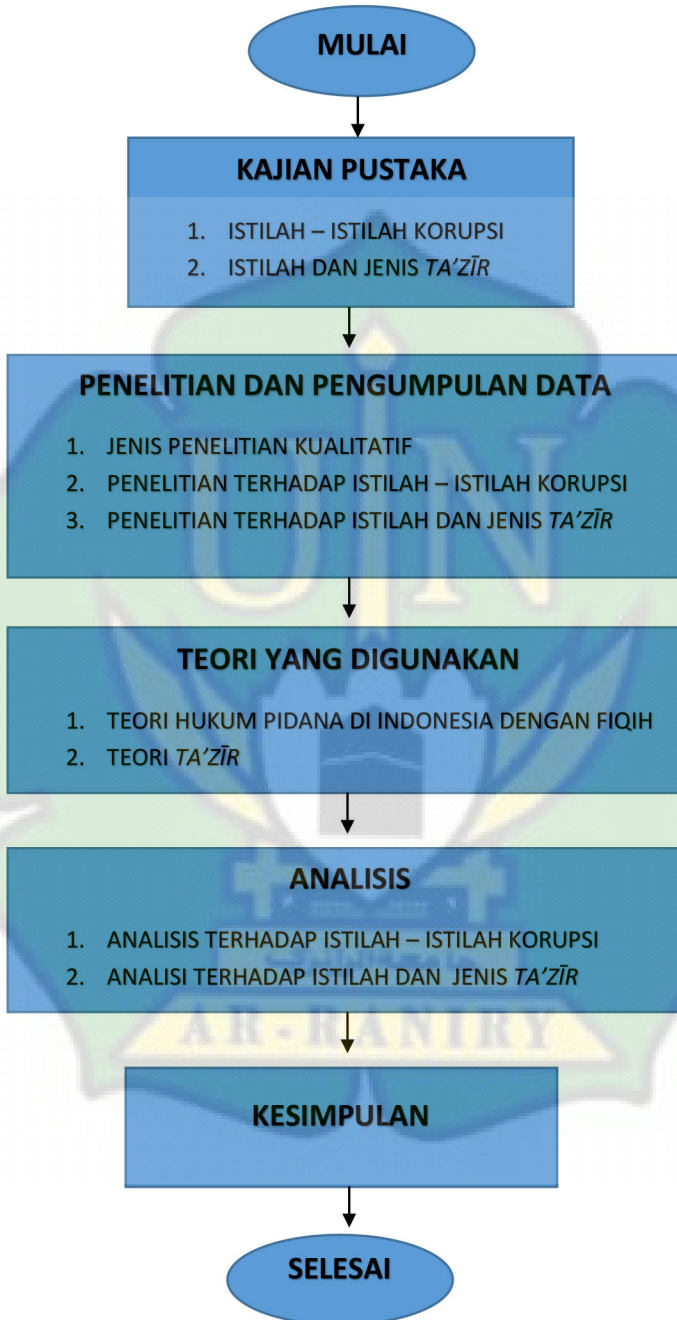 MULAI
KAJIAN PUSTAKA
1. ISTILAH – ISTILAH KORUPSI
2. ISTILAH DAN JENIS TA’ZĪR
PENELITIAN DAN PENGUMPULAN DATA
1. JENIS PENELITIAN KUALITATIF
2. PENELITIAN TERHADAP ISTILAH – ISTILAH KORUPSI
3. PENELITIAN TERHADAP ISTILAH DAN JENIS TA’ZĪR
UIN
TEORI YANG DIGUNAKAN
1. TEORI HUKUM PIDANA DI INDONESIA DENGAN FIQIH
2. TEORI TA’ZĪR
ANALISIS
1. ANALISIS TERHADAP ISTILAH – ISTILAH KORUPSI
2. ANALISI TERHADAP ISTILAH DAN JENIS TA’ZĪR
AR-RANIRY
KESIMPULAN
SELESAI